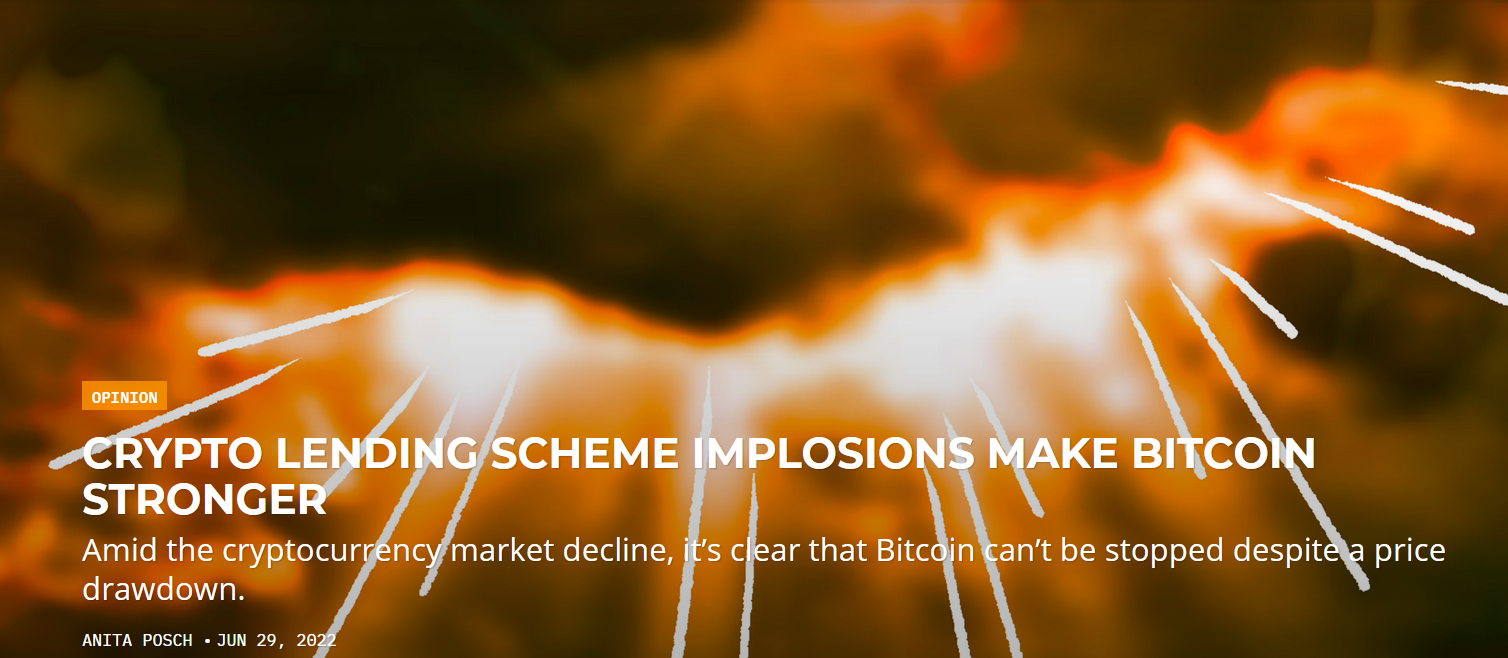 OPINION
CRYPTO LENDING SCHEME IMPLOSIONS MAKE BITCOIN
STRONGER
Amid the cryptocurrency market decline, it’s clear that Bitcoin can’t be stopped despite a price
drawdown.
ANITA POSCH • JUN 29, 2022